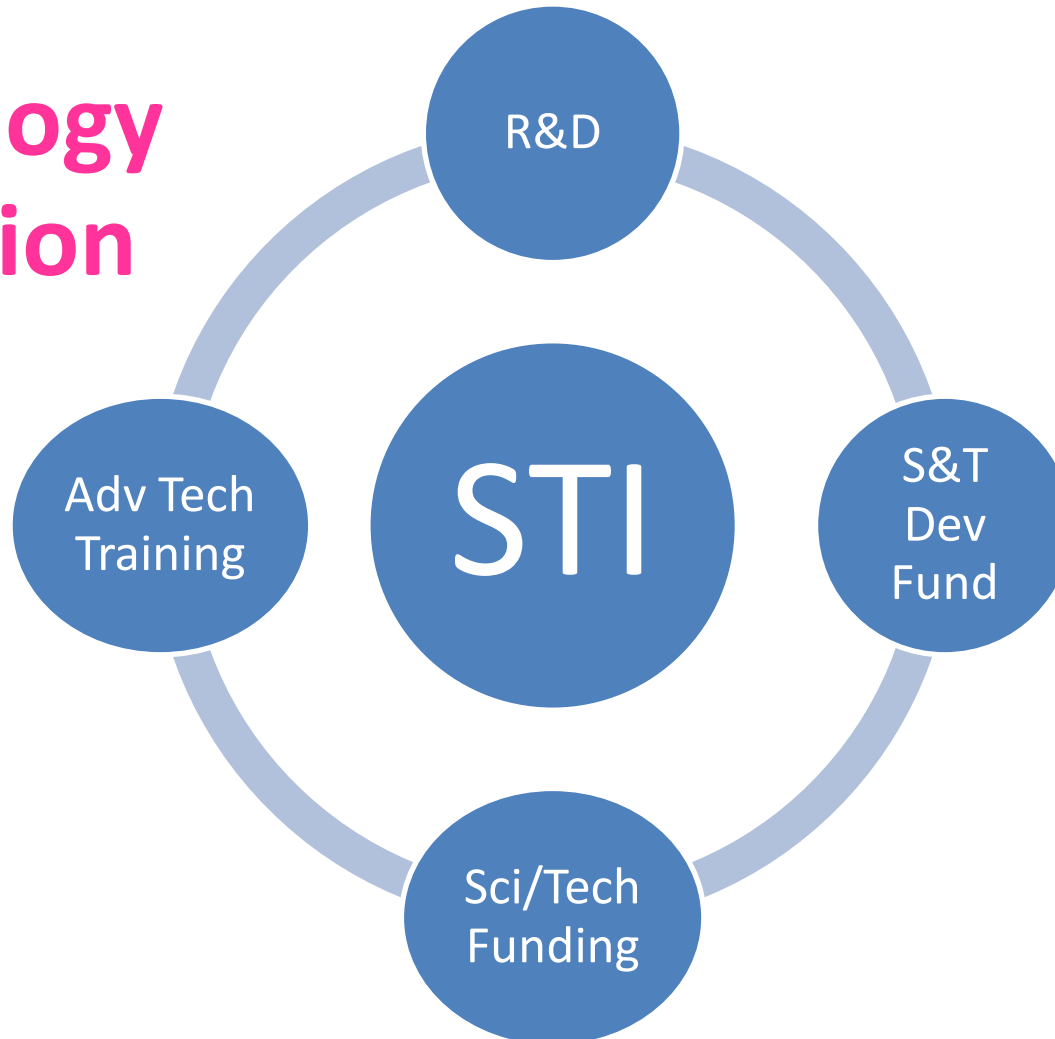 ogy
ion
R&D
STI
Adv Tech
Training
S&T
Dev
Fund
Sci/Tech
Funding